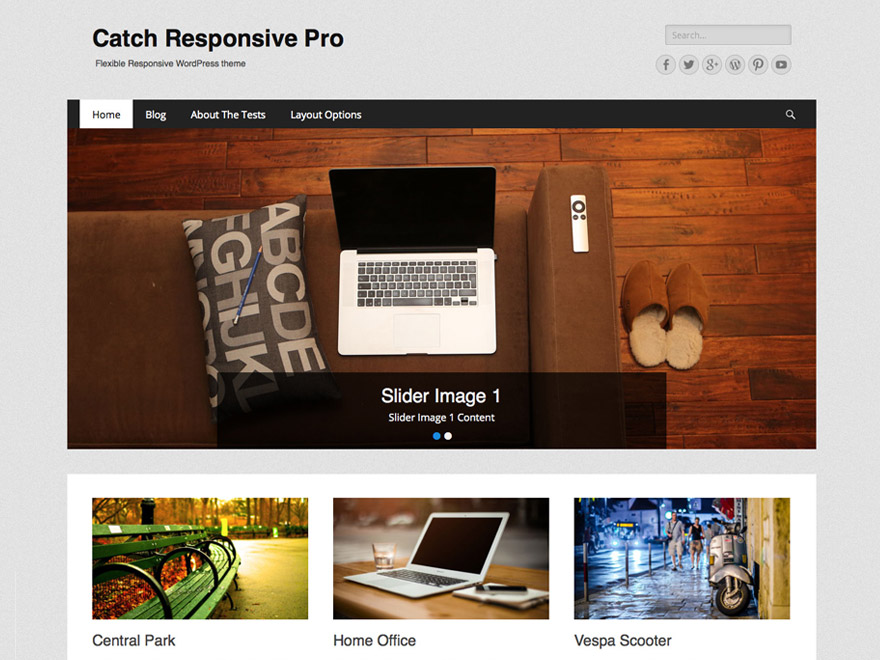 Catch Responsive Pro
Flexible Responsive WordPress theme
Search...
Home Blog About The Tests Layout Options
ABCDE
FGHIJKL
Slider Image 1
Slider Image 1 Content
Central Park
Home Office
Vespa Scooter